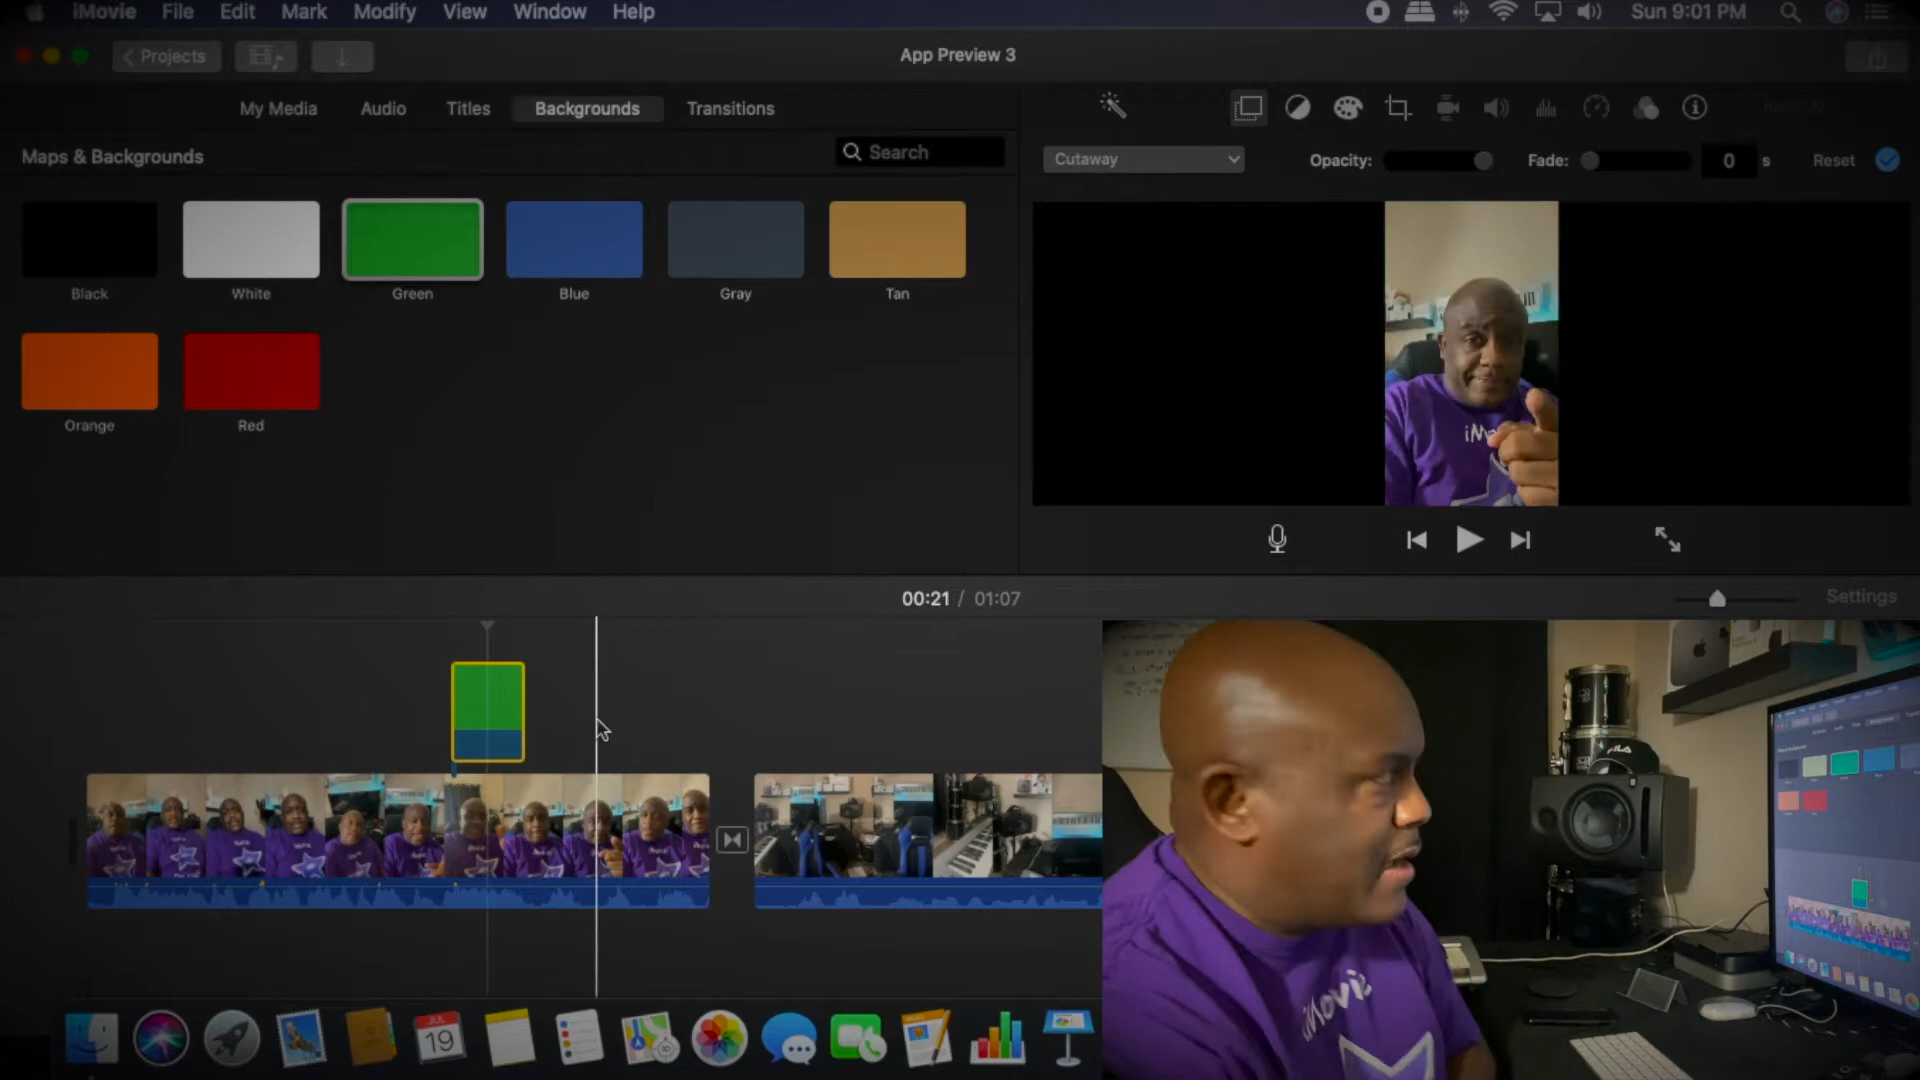 iMovie File Edit Mark Modify View Window Help
Sun 9:01 PM
Projects
App Preview 3
My Media Audio Titles Backgrounds Transitions
Maps & Backgrounds
Search
Cutaway
Opacity:
Fade:
0 s
Reset
Black White Green Blue Gray Tan
Orange Red
00:21 / 01:07
Settings
JUL
19
iMovie